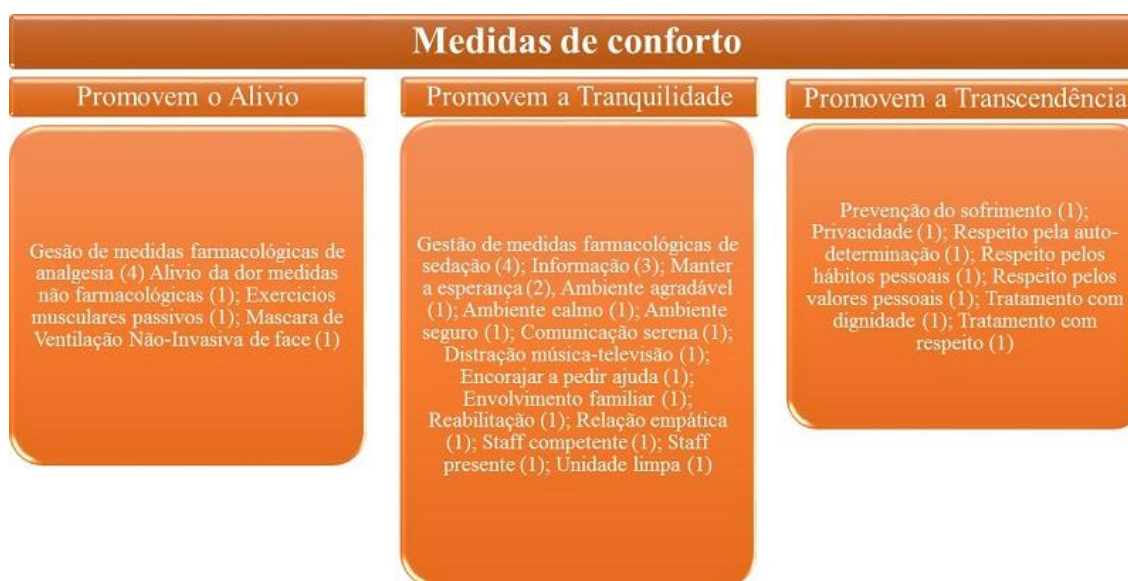 Medidas de conforto
Promovem o Alivio
Gesão de medidas farmacológicas de
analgesia (4) Alivio da dor medidas
não farmacológicas (1); Exercicios
musculares passivos (1); Mascara de
Ventilação Não-Invasiva de face (1)
Promovem a Tranquilidade
Gestão de medidas farmacológicas de
sedação (4); Informação (3); Manter
a esperança (2), Ambiente agradável
(1); Ambiente calmo (1); Ambiente
seguro (1); Comunicação serena (1);
Distração música-televisão (1);
Encorajar a pedir ajuda (1);
Envolvimento familiar (1);
Reabilitação (1); Relação empática
(1); Staff competente (1); Staff
presente (1); Unidade limpa (1)
Promovem a Transcendência
Prevenção do sofrimento (1);
Privacidade (1); Respeito pela auto-
determinação (1); Respeito pelos
hábitos pessoais (1); Respeito pelos
valores pessoais (1); Tratamento com
dignidade (1); Tratamento com
respeito (1)